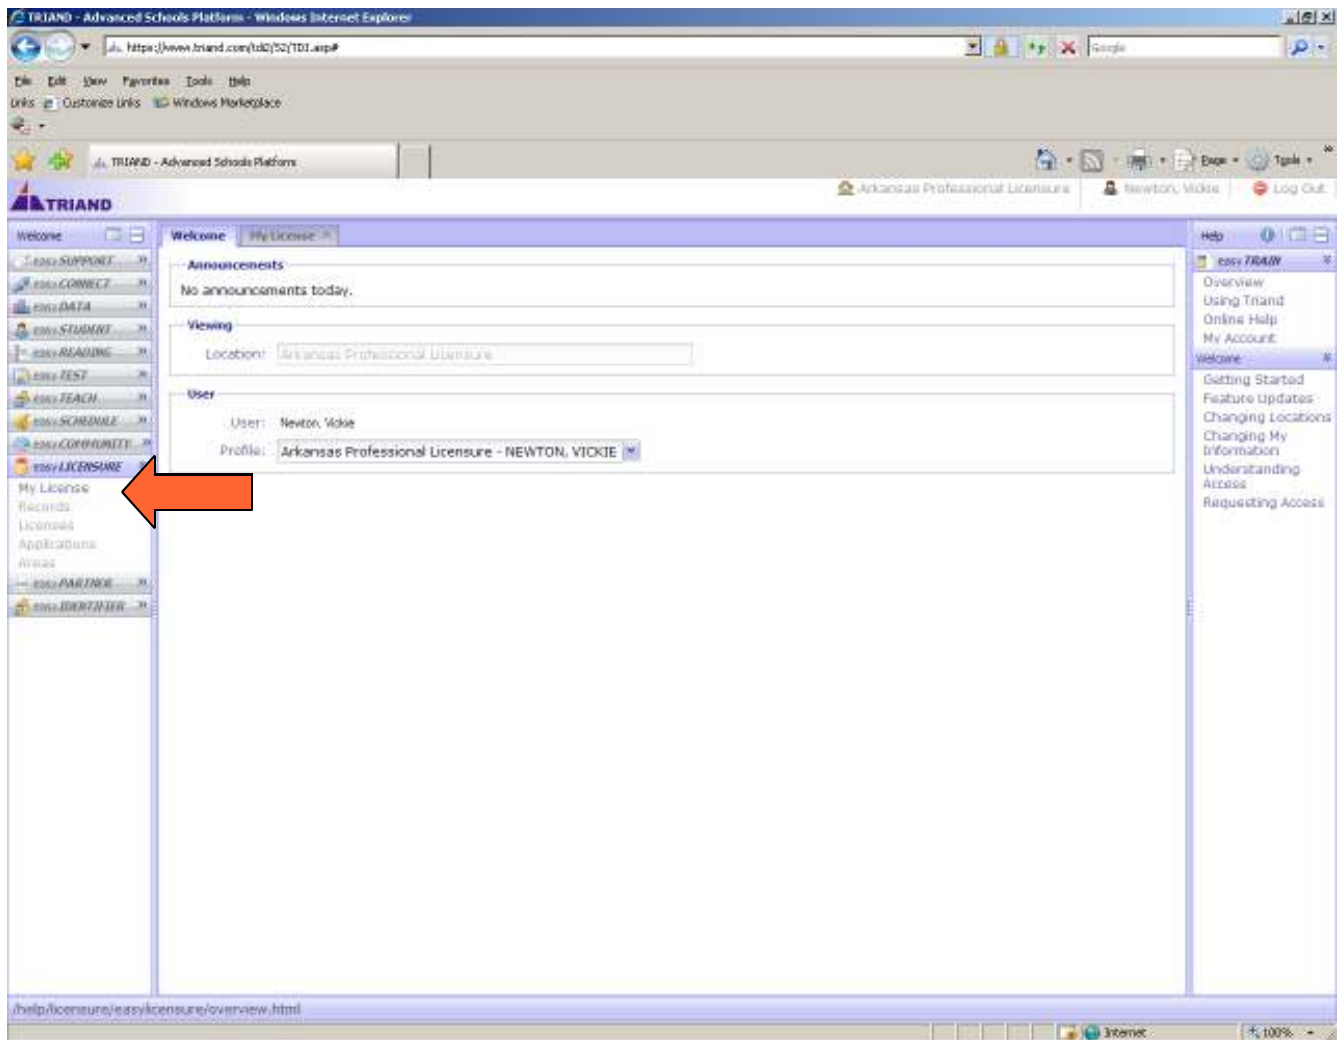 TRIAND - Advanced Schools Platform - Windows Internet Explorer
https://www.triand.com/tdi2/52/TDI.asp#
Google
File Edit View Favorites Tools Help
Links Customize Links Windows Marketplace
TRIAND - Advanced Schools Platform
Page Tools
TRIAND
Arkansas Professional Licensure
Newton, Vickie
Log Out
Welcome
easy SUPPORT
easy CONNECT
easy DATA
easy STUDENT
easy READING
easy TEST
easy TEACH
easy SCHEDULE
easy COMMUNITY
easy LICENSURE
My License
Records
Licenses
Applications
Areas
easy PARTNER
easy IDENTIFIER
Welcome My License
Announcements
No announcements today.
Viewing
Location: Arkansas Professional Licensure
User
User: Newton, Vickie
Profile: Arkansas Professional Licensure - NEWTON, VICKIE
Help
easy TRAIN
Overview
Using Triand
Online Help
My Account
Welcome
Getting Started
Feature Updates
Changing Locations
Changing My
Information
Understanding
Access
Requesting Access
/help/licensure/easylicensure/overview.html
Internet
100%